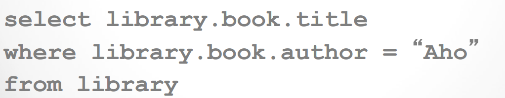 select library.book.title
where library.book.author = “Aho”
from library